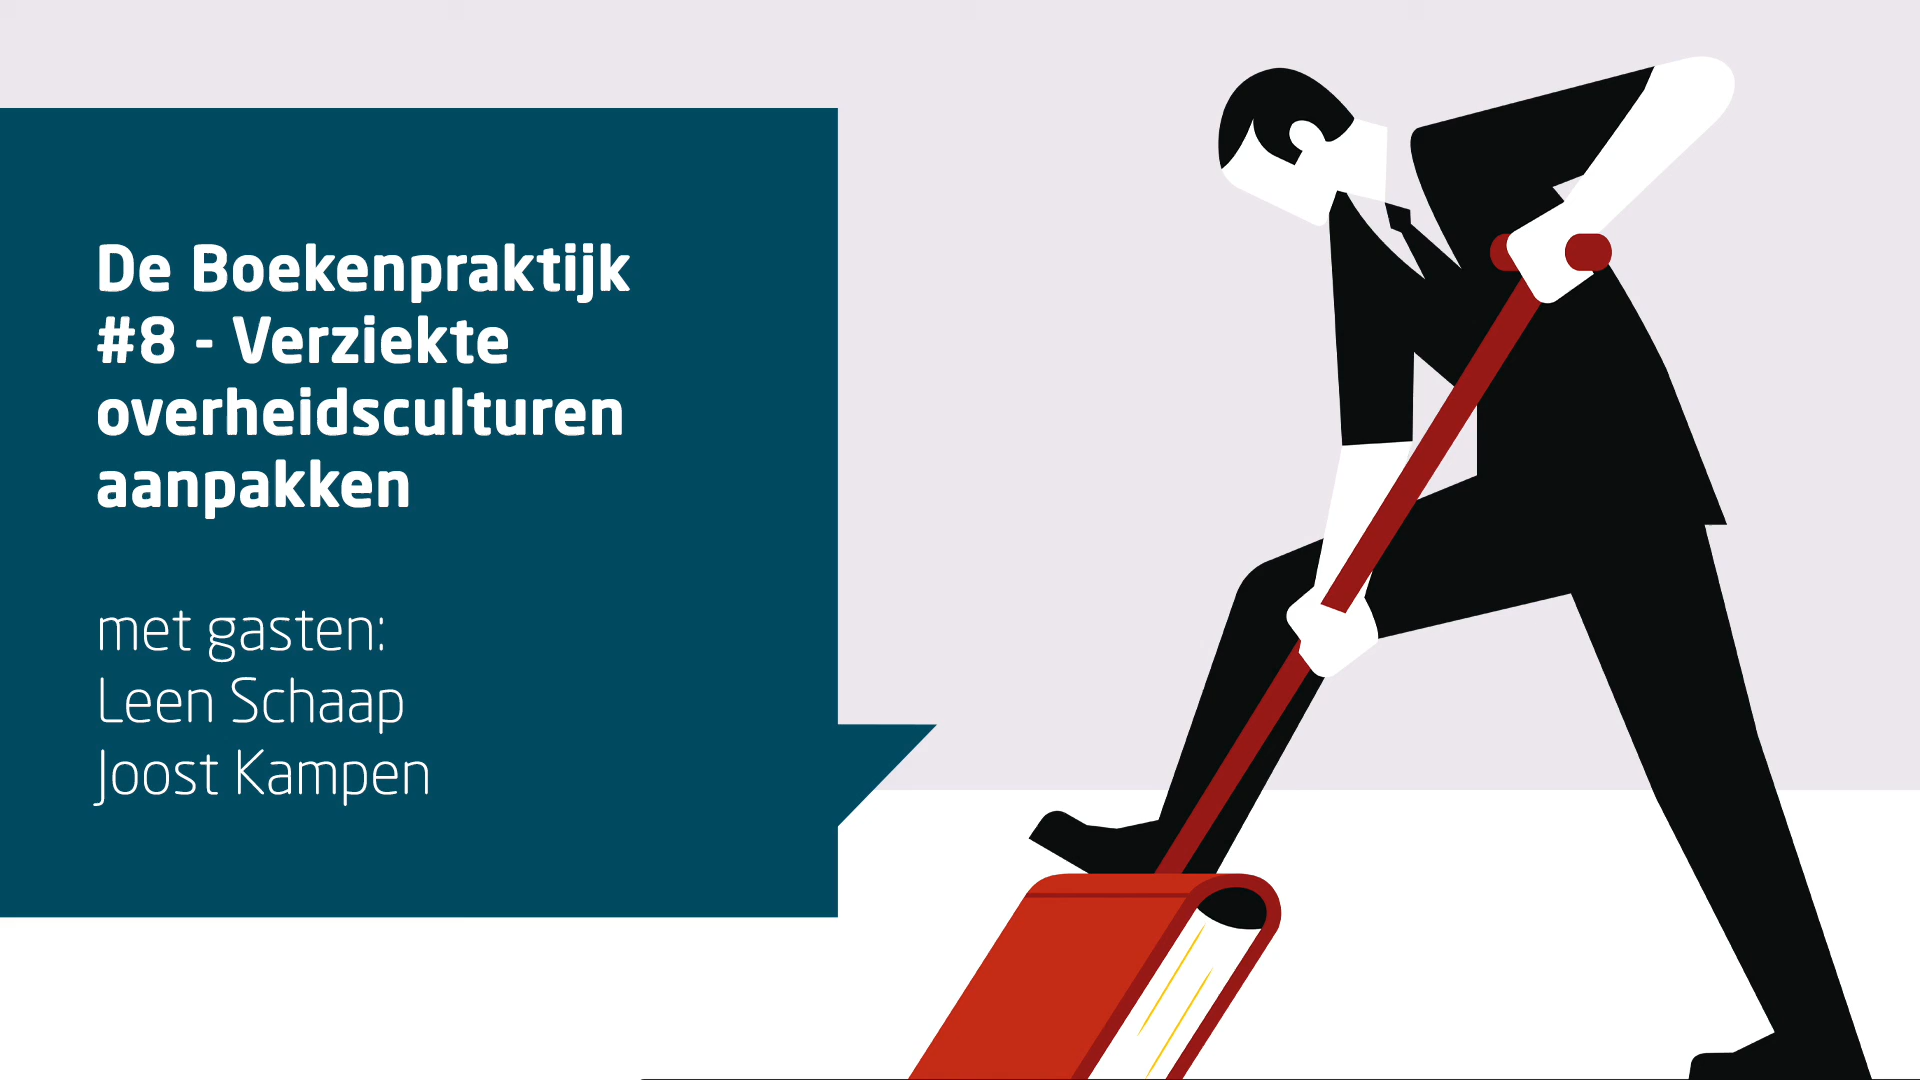 De Boekenpraktijk
#8 - Verziekte
overheidsculturen
aanpakken
met gasten:
Leen Schaap
Joost Kampen